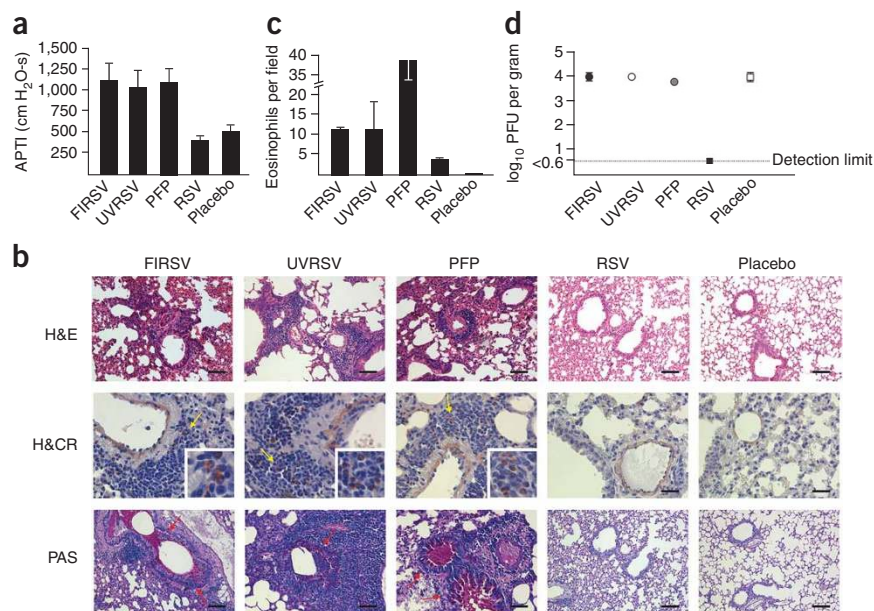 a
APTI (cm H₂O-s)
1,500
1,250
1,000
750
500
250
FIRSV
UVRSV
PFP
RSV
Placebo
c
Eosinophils per field
40
35
30
25
20
15
10
5
0
FIRSV
UVRSV
PFP
RSV
Placebo
d
log₁₀ PFU per gram
5
4
3
2
1
<0.6
Detection limit
FIRSV
UVRSV
PFP
RSV
Placebo
b
FIRSV UVRSV PFP RSV Placebo
H&E
H&CR
PAS